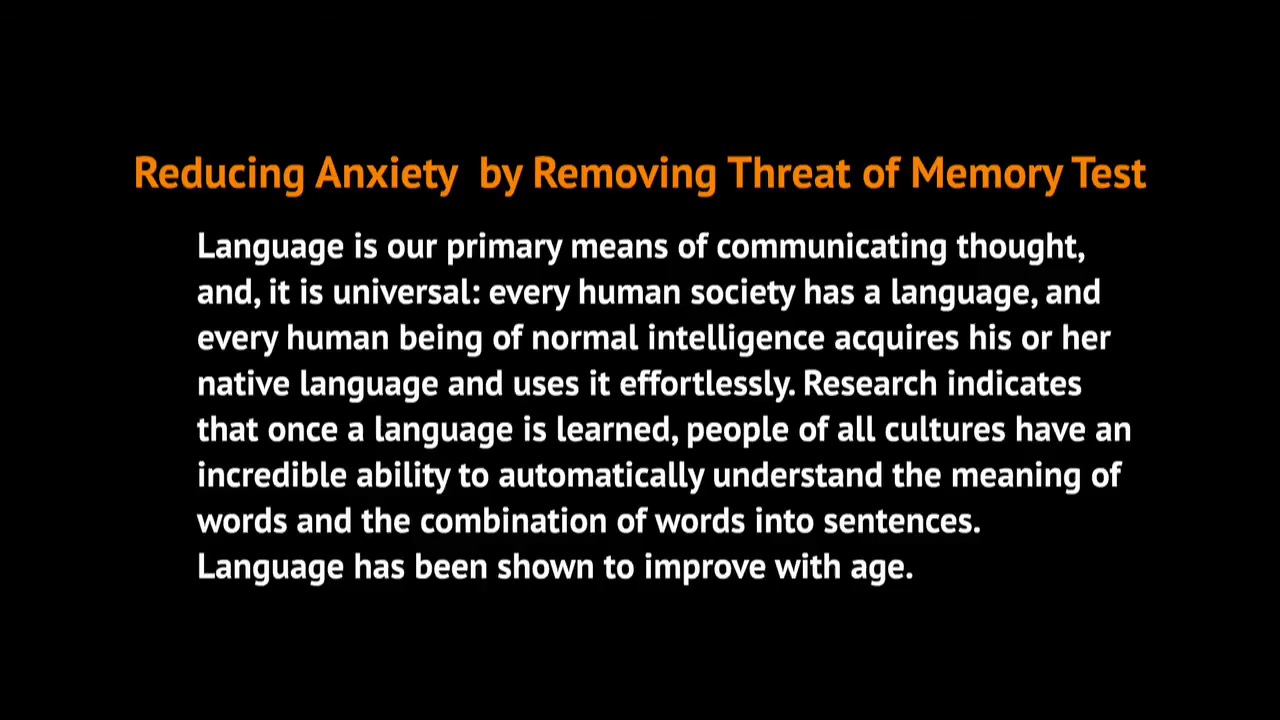 Reducing Anxiety  by Removing Threat of Memory Test
Language is our primary means of communicating thought,
and, it is universal: every human society has a language, and
every human being of normal intelligence acquires his or her
native language and uses it effortlessly. Research indicates
that once a language is learned, people of all cultures have an
incredible ability to automatically understand the meaning of
words and the combination of words into sentences.
Language has been shown to improve with age.